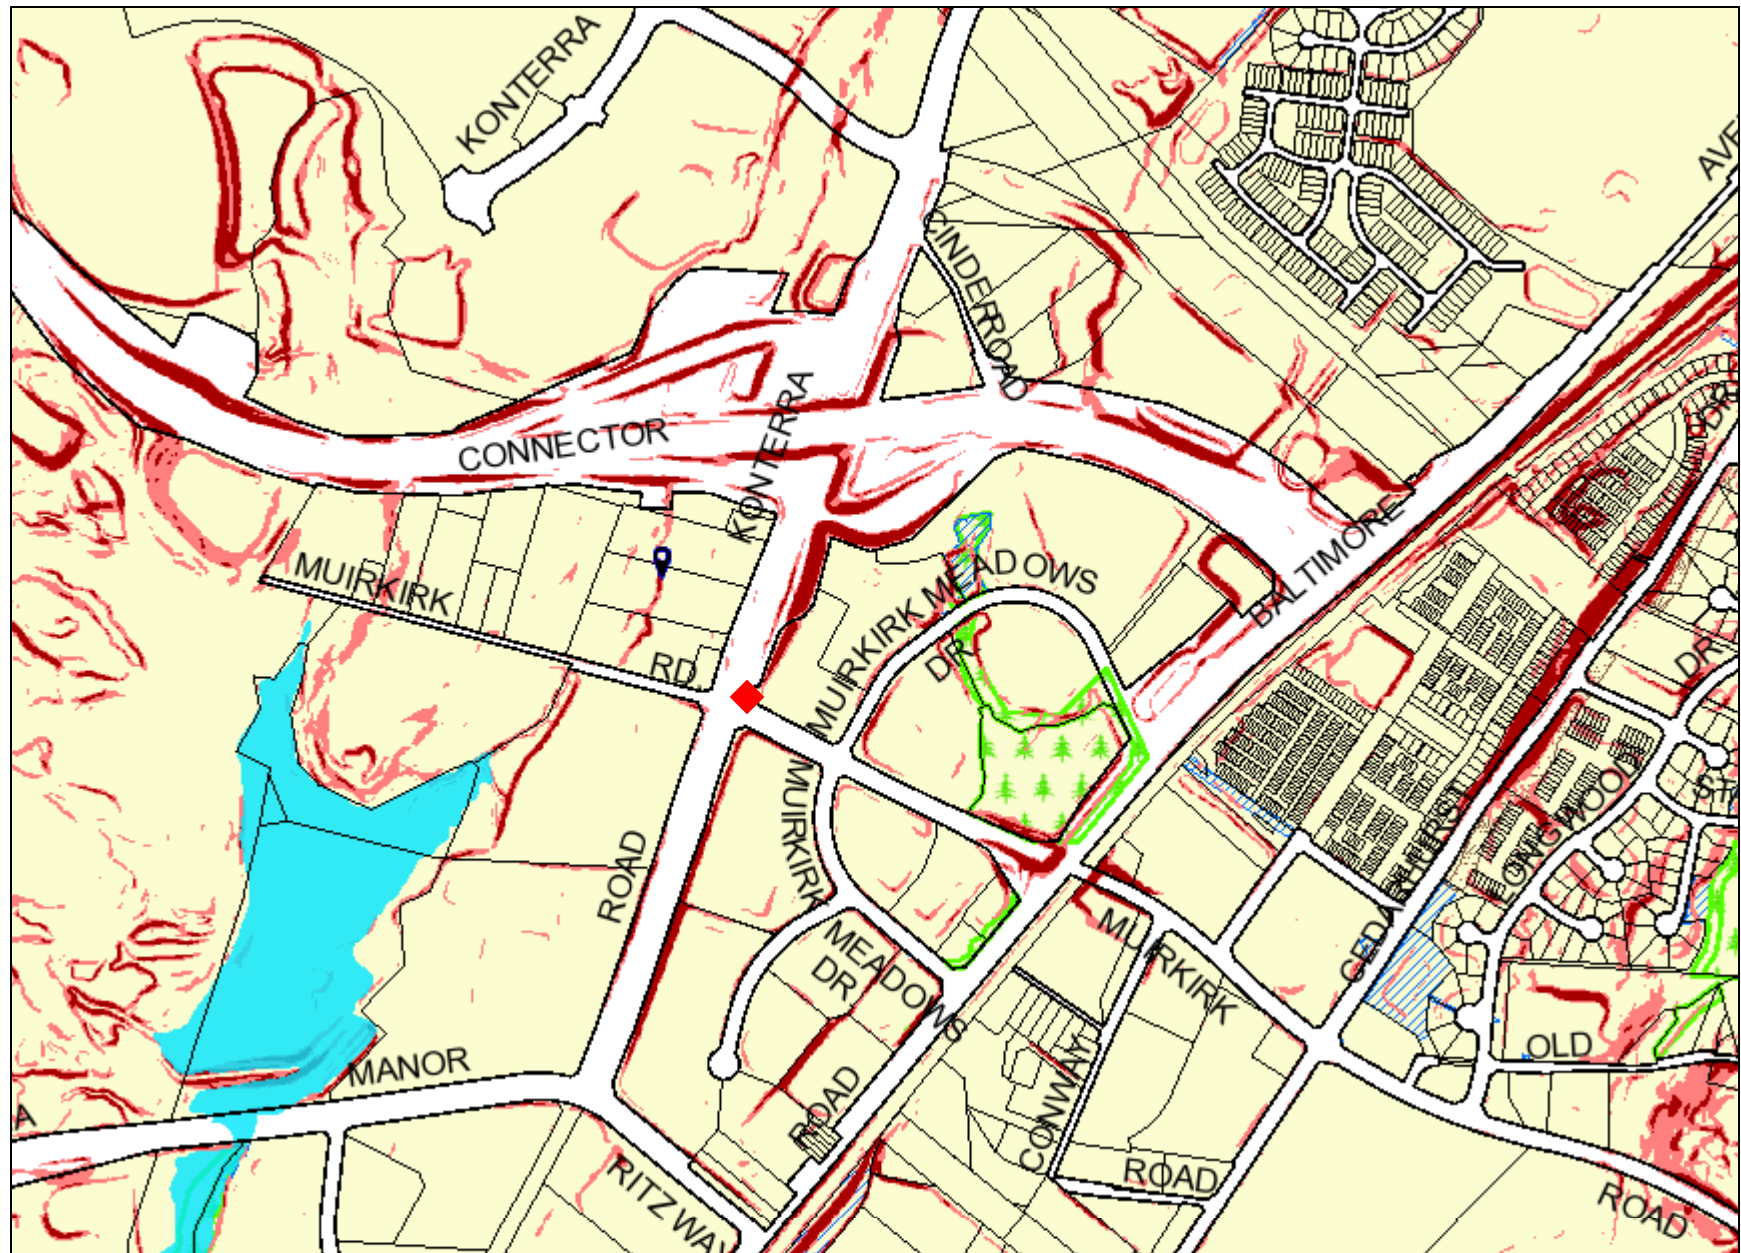 KONTERRA
AVE
CINDER ROAD
KONTERRA
CONNECTOR
DR
BALTIMORE
MUIRKIRK
MUIRKIRK MEADOWS
DR
RD
DR
MUIRKIRK
LONGWOOD
ROAD
CEDARHURST
MEADOWS
DR
MUIRKIRK
OLD
MANOR
ROAD
CONWAY
A
RITZ WAY
ROAD
ROAD